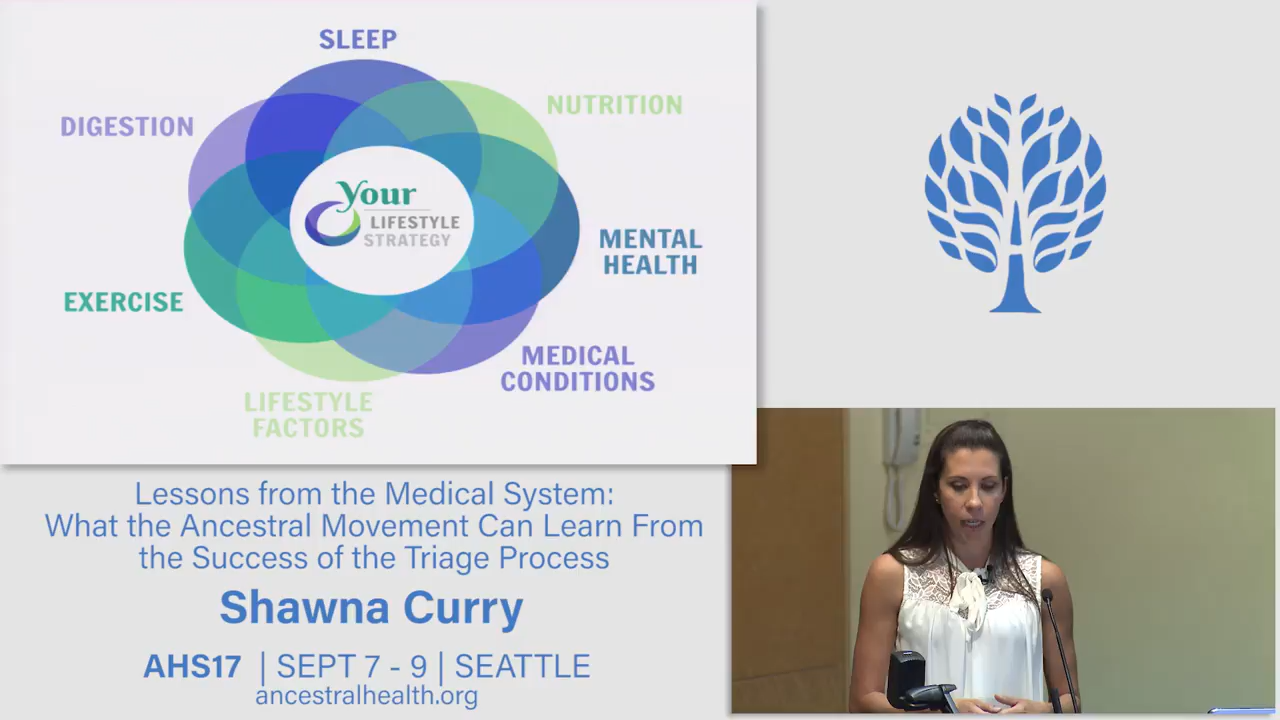 SLEEP
NUTRITION
DIGESTION
your
LIFESTYLE
STRATEGY
MENTAL
HEALTH
EXERCISE
MEDICAL
CONDITIONS
LIFESTYLE
FACTORS
Lessons from the Medical System:
What the Ancestral Movement Can Learn From
the Success of the Triage Process
Shawna Curry
AHS17 | SEPT 7 - 9 | SEATTLE
ancestralhealth.org